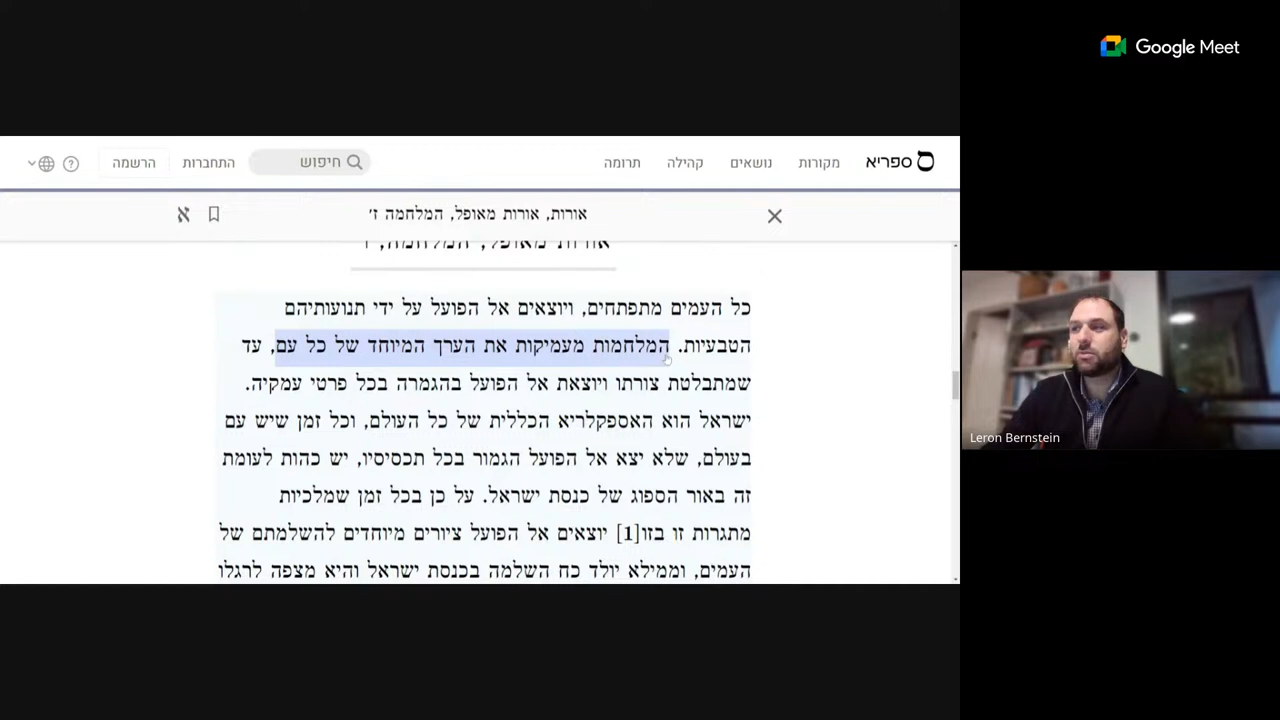 Google Meet
ספריא
מקורות
נושאים
קהילה
תרומה
חיפוש
התחברות
הרשמה
אורות, אורות מאופל, המלחמה ז׳
אורות מאופל, המלחמה, ז
כל העמים מתפתחים, ויוצאים אל הפועל על ידי תנועותיהם
הטבעיות. המלחמות מעמיקות את הערך המיוחד של כל עם, עד
שמתבלטת צורתו ויוצאת אל הפועל בהגמרה בכל פרטי עמקיה.
ישראל הוא האספקלריא הכללית של כל העולם, וכל זמן שיש עם
בעולם, שלא יצא אל הפועל הגמור בכל תכסיסיו, יש כהות לעומת
זה באור הספוג של כנסת ישראל. על כן בכל זמן שמלכיות
מתגרות זו בזו[1] יוצאים אל הפועל ציורים מיוחדים להשלמתם של
העמים, וממילא יולד כח השלמה בכנסת ישראל והיא מצפה לרגלו
Leron Bernstein